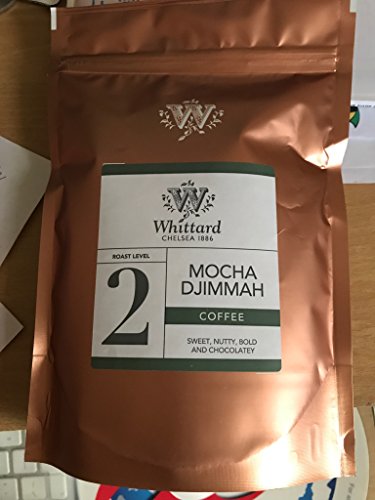 W
W
Whittard
CHELSEA 1886
ROAST LEVEL
2
MOCHA
DJIMMAH
COFFEE
SWEET, NUTTY, BOLD
AND CHOCOLATEY